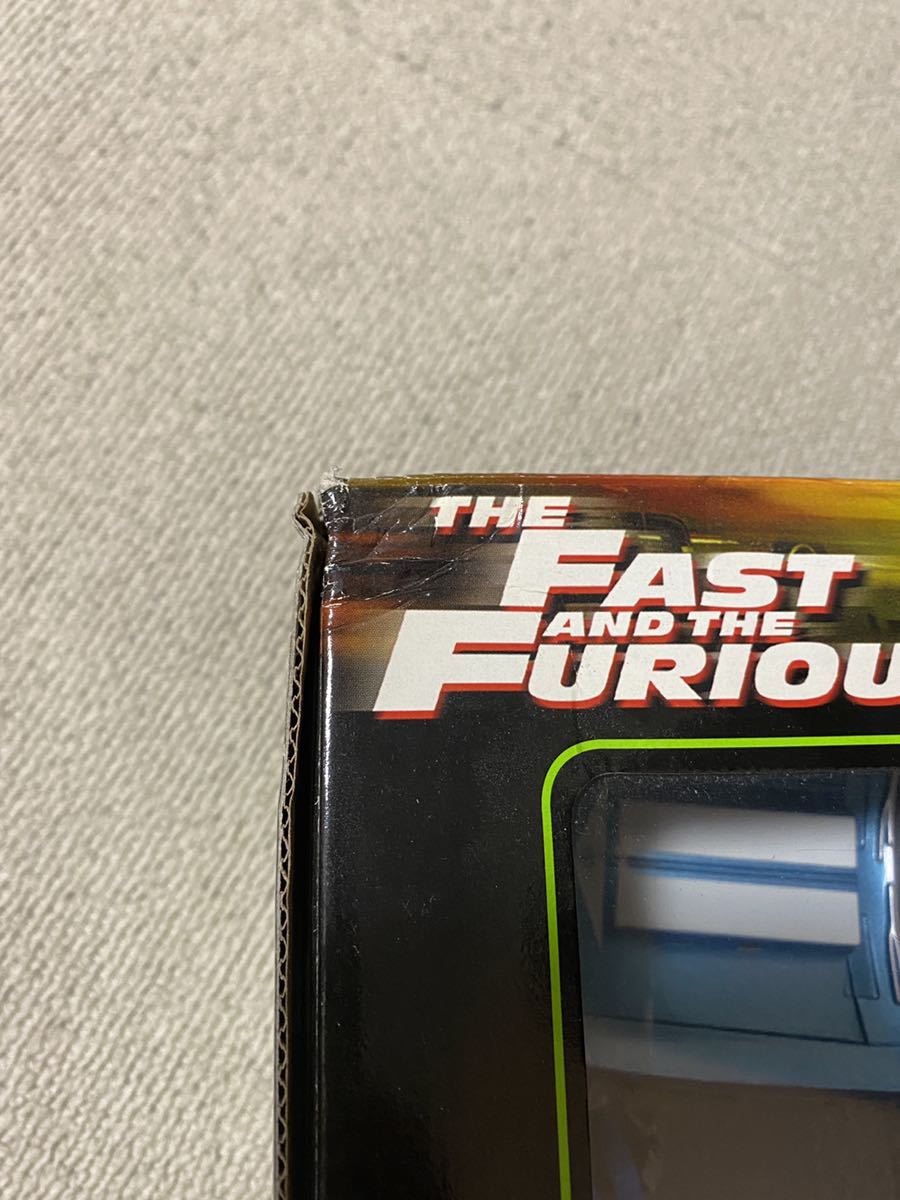 THE
FAST
AND THE
FURIOU